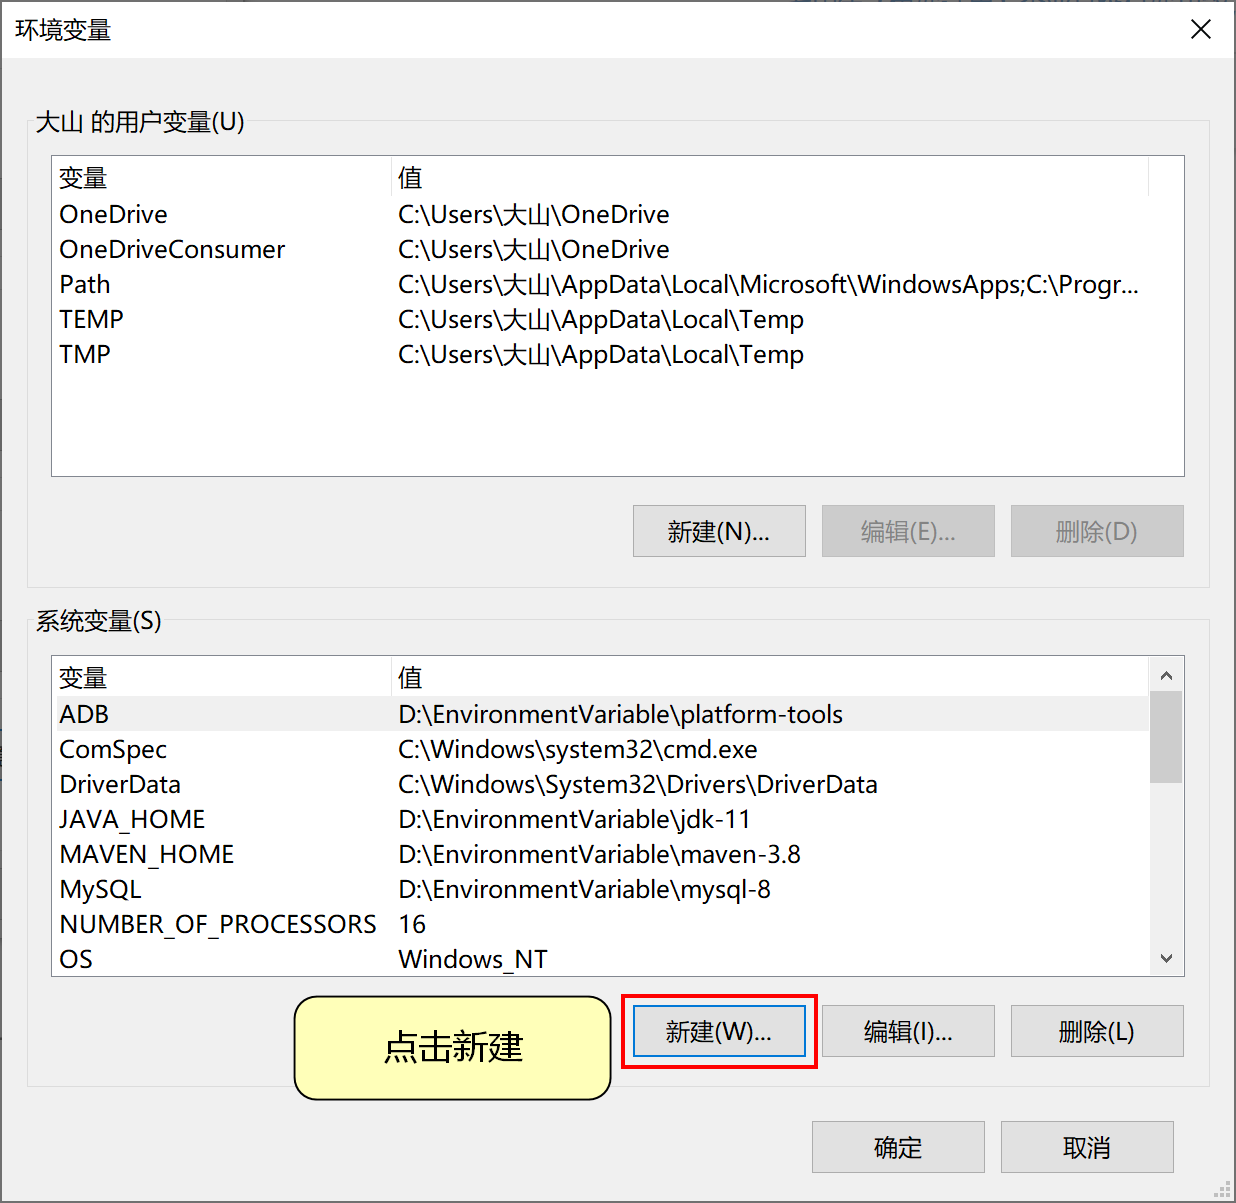 环境变量
大山 的用户变量(U)
变量 值
OneDrive C:\Users\大山\OneDrive
OneDriveConsumer C:\Users\大山\OneDrive
Path C:\Users\大山\AppData\Local\Microsoft\WindowsApps;C:\Progr...
TEMP C:\Users\大山\AppData\Local\Temp
TMP C:\Users\大山\AppData\Local\Temp
新建(N)... 编辑(E)... 删除(D)
系统变量(S)
变量 值
ADB D:\EnvironmentVariable\platform-tools
ComSpec C:\Windows\system32\cmd.exe
DriverData C:\Windows\System32\Drivers\DriverData
JAVA_HOME D:\EnvironmentVariable\jdk-11
MAVEN_HOME D:\EnvironmentVariable\maven-3.8
MySQL D:\EnvironmentVariable\mysql-8
NUMBER_OF_PROCESSORS 16
OS Windows_NT
点击新建 新建(W)... 编辑(I)... 删除(L)
确定 取消